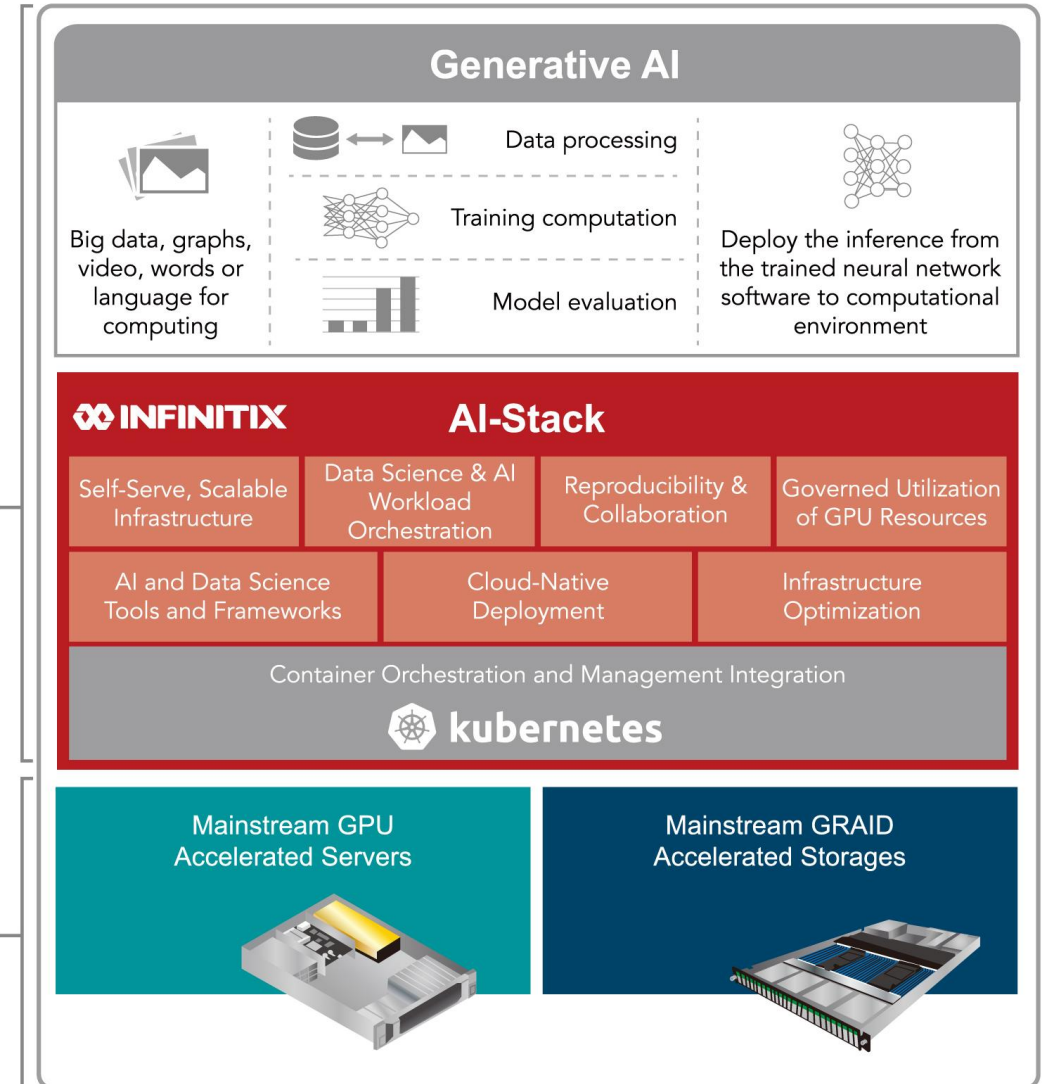 Generative AI
Big data, graphs,
video, words or
language for
computing
Data processing
Training computation
Model evaluation
Deploy the inference from
the trained neural network
software to computational
environment
INFINITIX
AI-Stack
Self-Serve, Scalable
Infrastructure
Data Science & AI
Workload
Orchestration
Reproducibility &
Collaboration
Governed Utilization
of GPU Resources
AI and Data Science
Tools and Frameworks
Cloud-Native
Deployment
Infrastructure
Optimization
Container Orchestration and Management Integration
kubernetes
Mainstream GPU
Accelerated Servers
Mainstream GRAID
Accelerated Storages